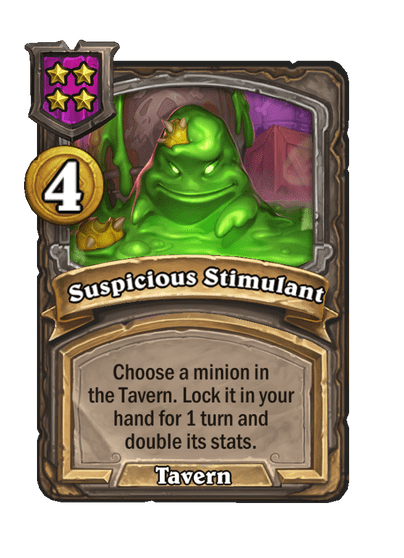 4
Suspicious Stimulant
Choose a minion in
the Tavern. Lock it in your
hand for 1 turn and
double its stats.
Tavern